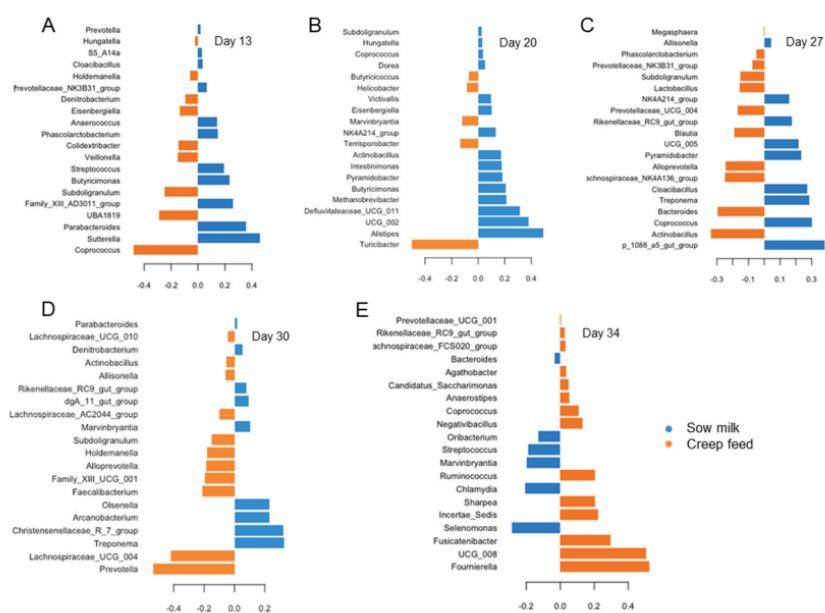 A
Day 13
Prevotella
Hungatella
S5_A14a
Cloacibacillus
Holdemanella
Prevotellaceae_NK3B31_group
Denitrobacterium
Eisenbergiella
Anaerococcus
Phascolarctobacterium
Colidextribacter
Veillonella
Streptococcus
Butyricimonas
Subdoligranulum
Family_XIII_AD3011_group
UBA1819
Parabacteroides
Sutterella
Coprococcus
-0.4 -0.2 0.0 0.2 0.4
B
Day 20
Subdoligranulum
Hungatella
Coprococcus
Dorea
Butyricicoccus
Helicobacter
Victivallis
Eisenbergiella
Marvinbryantia
NK4A214_group
Terrisporobacter
Actinobacillus
Intestinimonas
Pyramidobacter
Butyricimonas
Methanobrevibacter
Defluviitaleaceae_UCG_011
UCG_002
Alistipes
Turicibacter
-0.4 -0.2 0.0 0.2 0.4
C
Day 27
Megasphaera
Allisonella
Phascolarctobacterium
Prevotellaceae_NK3B31_group
Subdoligranulum
Lactobacillus
NK4A214_group
Prevotellaceae_UCG_004
Rikenellaceae_RC9_gut_group
Blautia
UCG_005
Pyramidobacter
Alloprevotella
achnospiraceae_NK4A136_group
Cloacibacillus
Treponema
Bacteroides
Coprococcus
Actinobacillus
p_1088_a5_gut_group
-0.3 -0.1 0.1 0.2 0.3
D
Day 30
Parabacteroides
Lachnospiraceae_UCG_010
Denitrobacterium
Actinobacillus
Allisonella
Rikenellaceae_RC9_gut_group
dgA_11_gut_group
Lachnospiraceae_AC2044_group
Marvinbryantia
Subdoligranulum
Holdemanella
Alloprevotella
Family_XIII_UCG_001
Faecalibacterium
Olsenella
Arcanobacterium
Christensenellaceae_R_7_group
Treponema
Lachnospiraceae_UCG_004
Prevotella
-0.4 -0.2 0.0 0.2
E
Day 34
Prevotellaceae_UCG_001
Rikenellaceae_RC9_gut_group
achnospiraceae_FCS020_group
Bacteroides
Agathobacter
Candidatus_Saccharimonas
Anaerostipes
Coprococcus
Negativibacillus
Oribacterium
Streptococcus
Marvinbryantia
Ruminococcus
Chlamydia
Sharpea
Incertae_Sedis
Selenomonas
Fusicatenibacter
UCG_008
Fournierella
-0.2 0.0 0.2 0.4
Sow milk
Creep feed